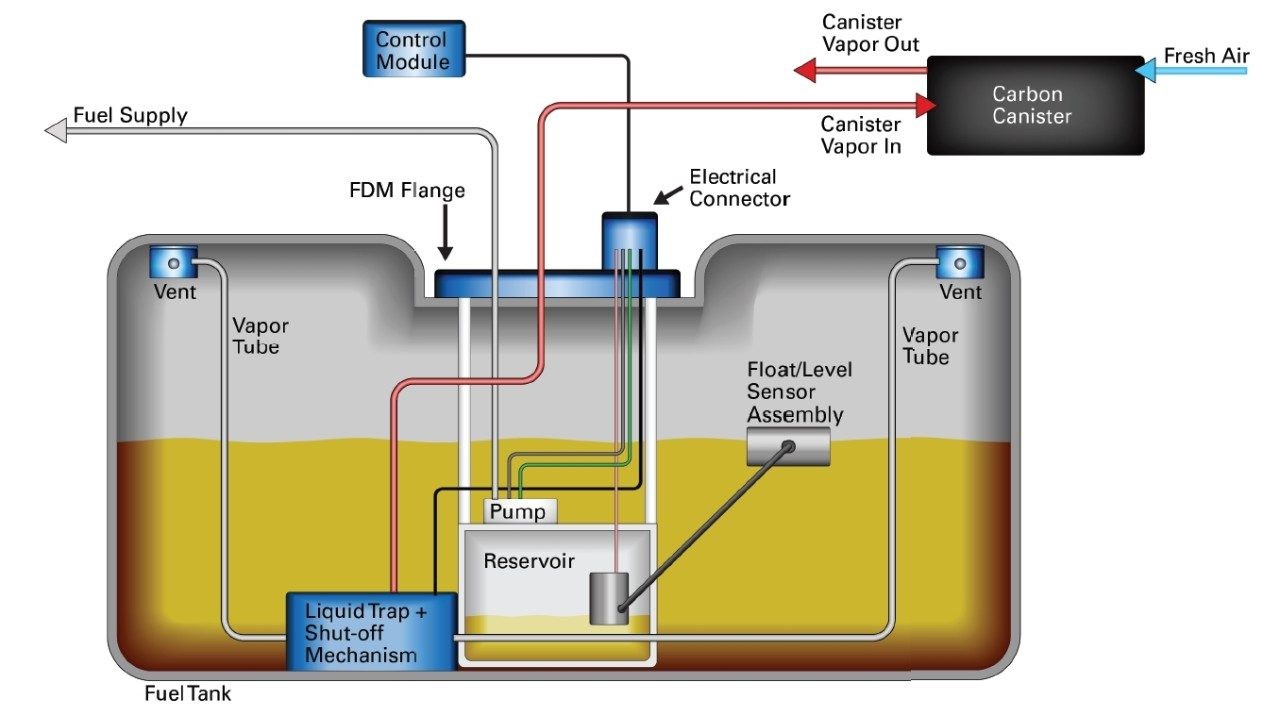 Control
Module
Canister
Vapor Out
Fresh Air
Carbon
Canister
Fuel Supply
Canister
Vapor In
FDM Flange
Electrical
Connector
Vent
Vent
Vapor
Tube
Vapor
Tube
Float/Level
Sensor
Assembly
Pump
Reservoir
Liquid Trap +
Shut-off
Mechanism
Fuel Tank